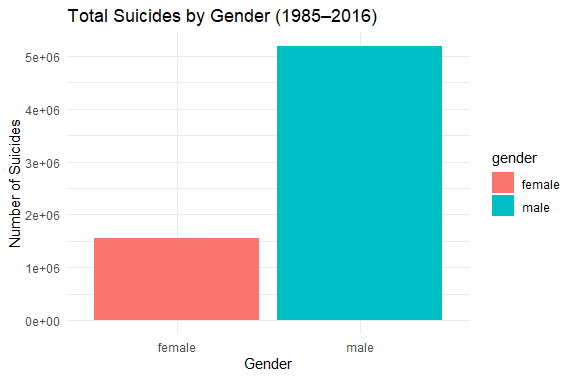 Total Suicides by Gender (1985–2016)
Number of Suicides
5e+06
4e+06
3e+06
2e+06
1e+06
0e+00
female
male
Gender
gender
female
male